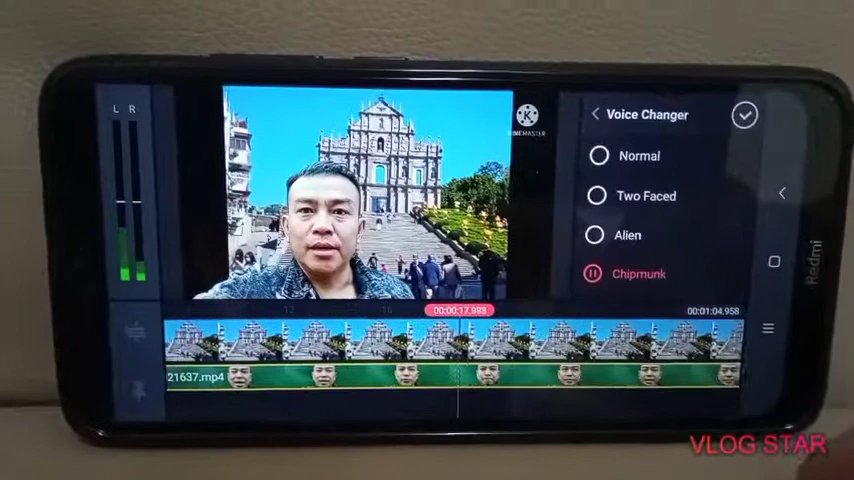 L R
KINEMASTER
Voice Changer
Normal
Two Faced
Alien
Chipmunk
00:00:17.988
00:01:04.958
12
21637.mp4
Redmi
VLOG STAR